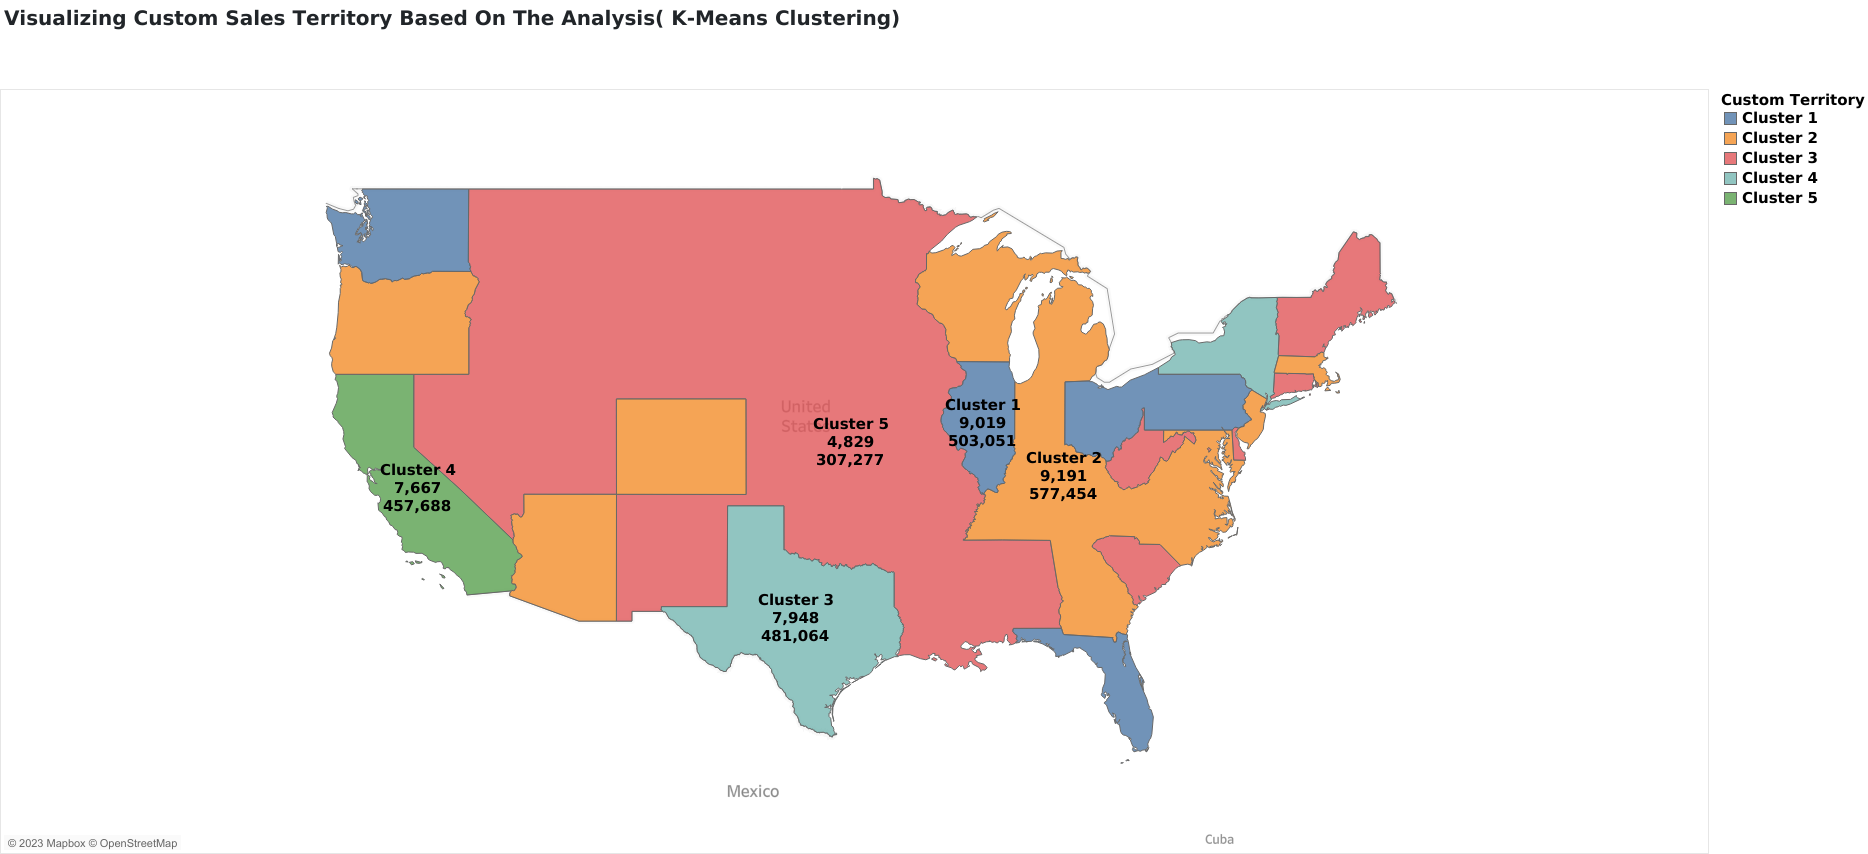 Visualizing Custom Sales Territory Based On The Analysis( K-Means Clustering)
Custom Territory
Cluster 1
Cluster 2
Cluster 3
Cluster 4
Cluster 5
United
States
Cluster 5
4,829
307,277
Cluster 1
9,019
503,051
Cluster 2
9,191
577,454
Cluster 4
7,667
457,688
Cluster 3
7,948
481,064
Mexico
Cuba
© 2023 Mapbox © OpenStreetMap